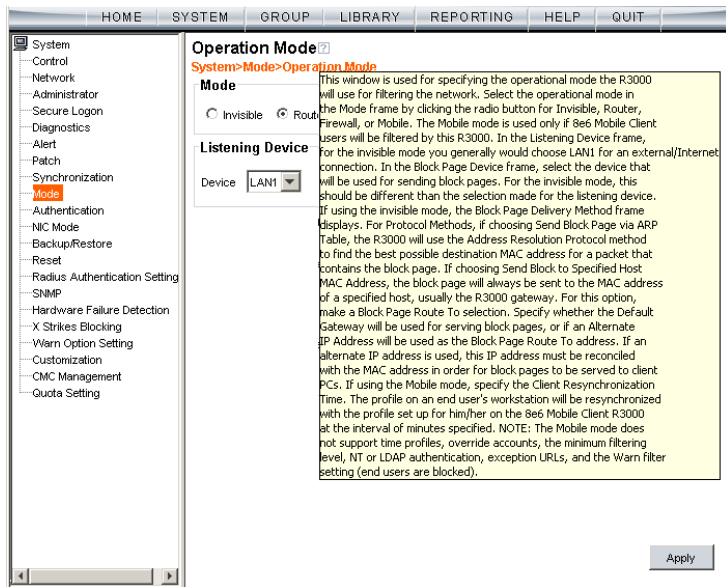 HOME SYSTEM GROUP LIBRARY REPORTING HELP QUIT
System
Control
Network
Administrator
Secure Logon
Diagnostics
Alert
Patch
Synchronization
Mode
Authentication
NIC Mode
Backup/Restore
Reset
Radius Authentication Setting
SNMP
Hardware Failure Detection
X Strikes Blocking
Warn Option Setting
Customization
CMC Management
Quota Setting
Operation Mode?
System>Mode>Operation Mode
Mode
Invisible
Listening Device
Device LAN1
This window is used for specifying the operational mode the R3000
will use for filtering the network. Select the operational mode in
the Mode frame by clicking the radio button for Invisible, Router,
Firewall, or Mobile. The Mobile mode is used only if 8e6 Mobile Client
users will be filtered by this R3000. In the Listening Device frame,
for the invisible mode you generally would choose LAN1 for an external/Internet
connection. In the Block Page Device frame, select the device that
will be used for sending block pages. For the invisible mode, this
should be different than the selection made for the listening device.
If using the invisible mode, the Block Page Delivery Method frame
displays. For Protocol Methods, if choosing Send Block Page via ARP
Table, the R3000 will use the Address Resolution Protocol method
to find the best possible destination MAC address for a packet that
contains the block page. If choosing Send Block to Specified Host
MAC Address, the block page will always be sent to the MAC address
of a specified host, usually the R3000 gateway. For this option,
make a Block Page Route To selection. Specify whether the Default
Gateway will be used for serving block pages, or if an Alternate
IP Address will be used as the Block Page Route To address. If an
alternate IP address is used, this IP address must be reconciled
with the MAC address in order for block pages to be served to client
PCs. If using the Mobile mode, specify the Client Resynchronization
Time. The profile on an end user's workstation will be resynchronized
with the profile set up for him/her on the 8e6 Mobile Client R3000
at the interval of minutes specified. NOTE: The Mobile mode does
not support time profiles, override accounts, the minimum filtering
level, NT or LDAP authentication, exception URLs, and the Warn filter
setting (end users are blocked).
Apply